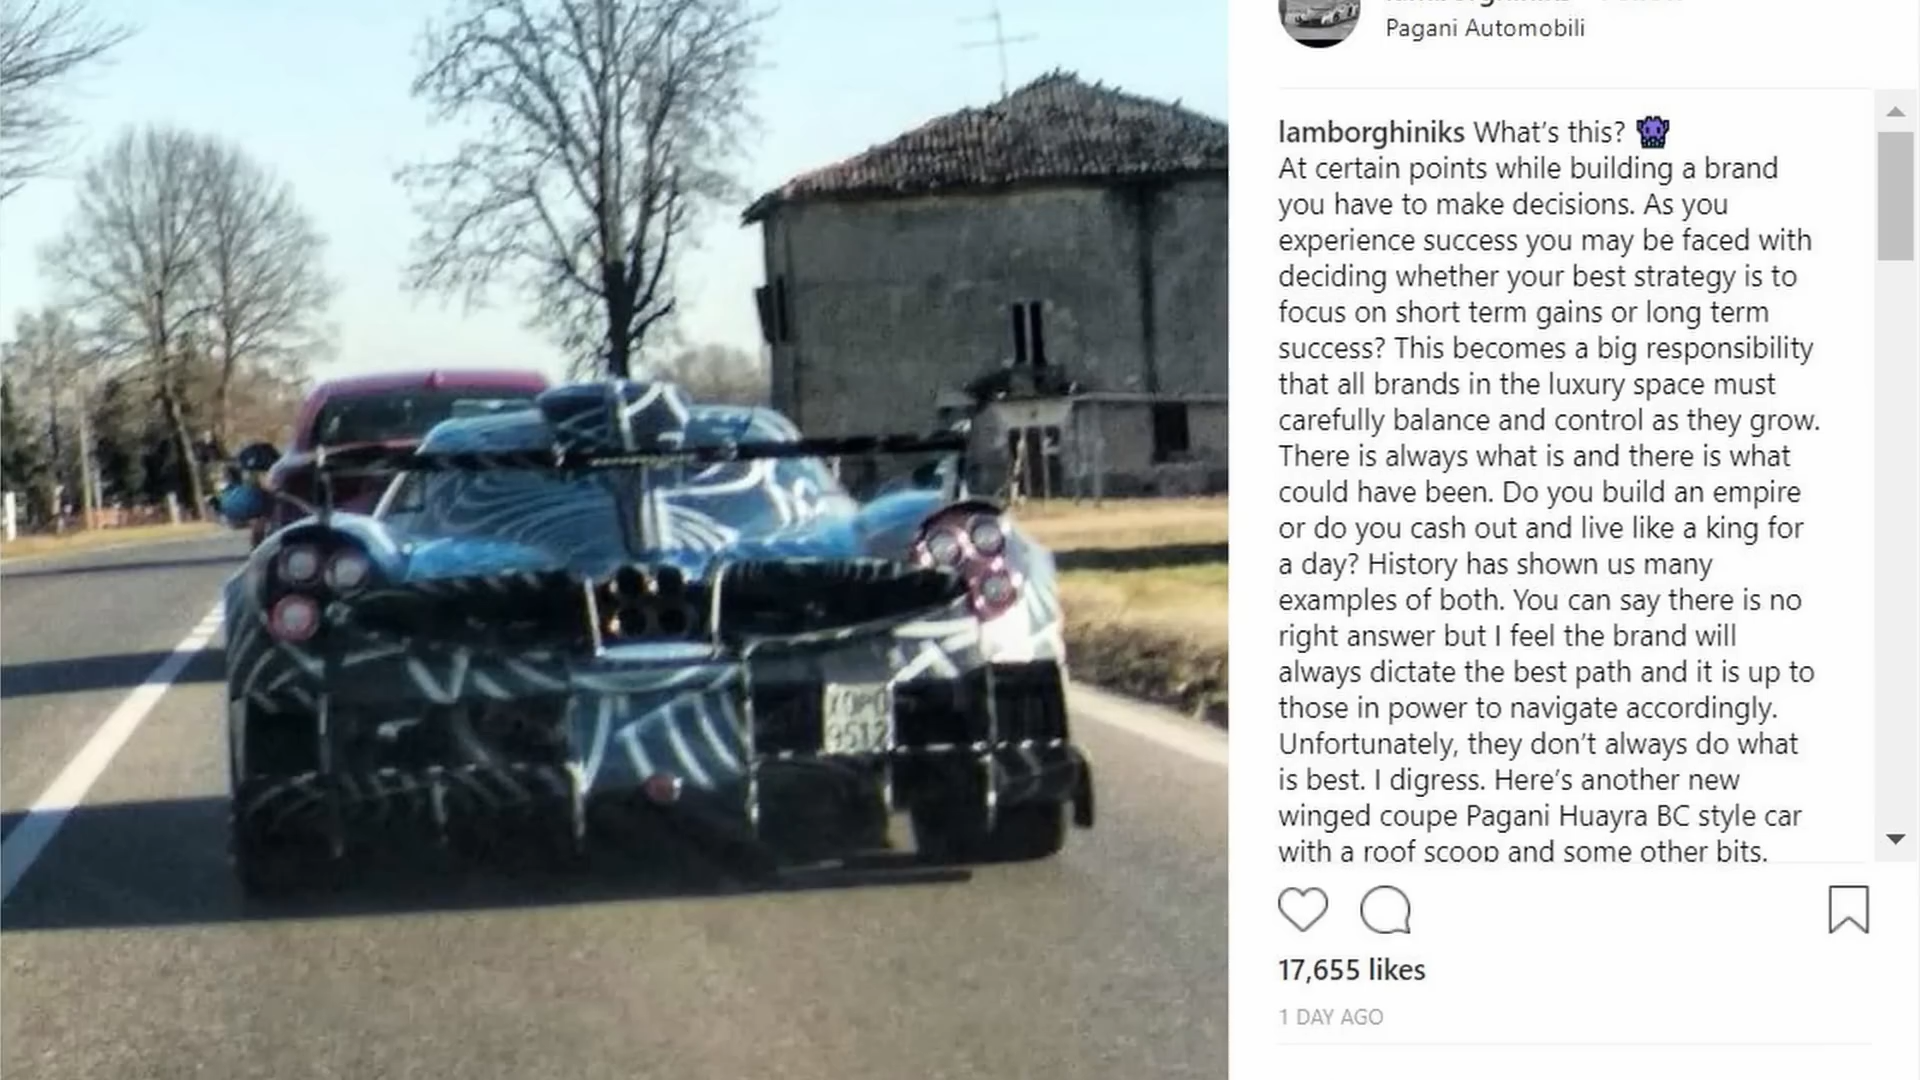 Pagani Automobili
lamborghiniks What's this?
At certain points while building a brand
you have to make decisions. As you
experience success you may be faced with
deciding whether your best strategy is to
focus on short term gains or long term
success? This becomes a big responsibility
that all brands in the luxury space must
carefully balance and control as they grow.
There is always what is and there is what
could have been. Do you build an empire
or do you cash out and live like a king for
a day? History has shown us many
examples of both. You can say there is no
right answer but I feel the brand will
always dictate the best path and it is up to
those in power to navigate accordingly.
Unfortunately, they don't always do what
is best. I digress. Here's another new
winged coupe Pagani Huayra BC style car
with a roof scoop and some other bits.
17,655 likes
1 DAY AGO